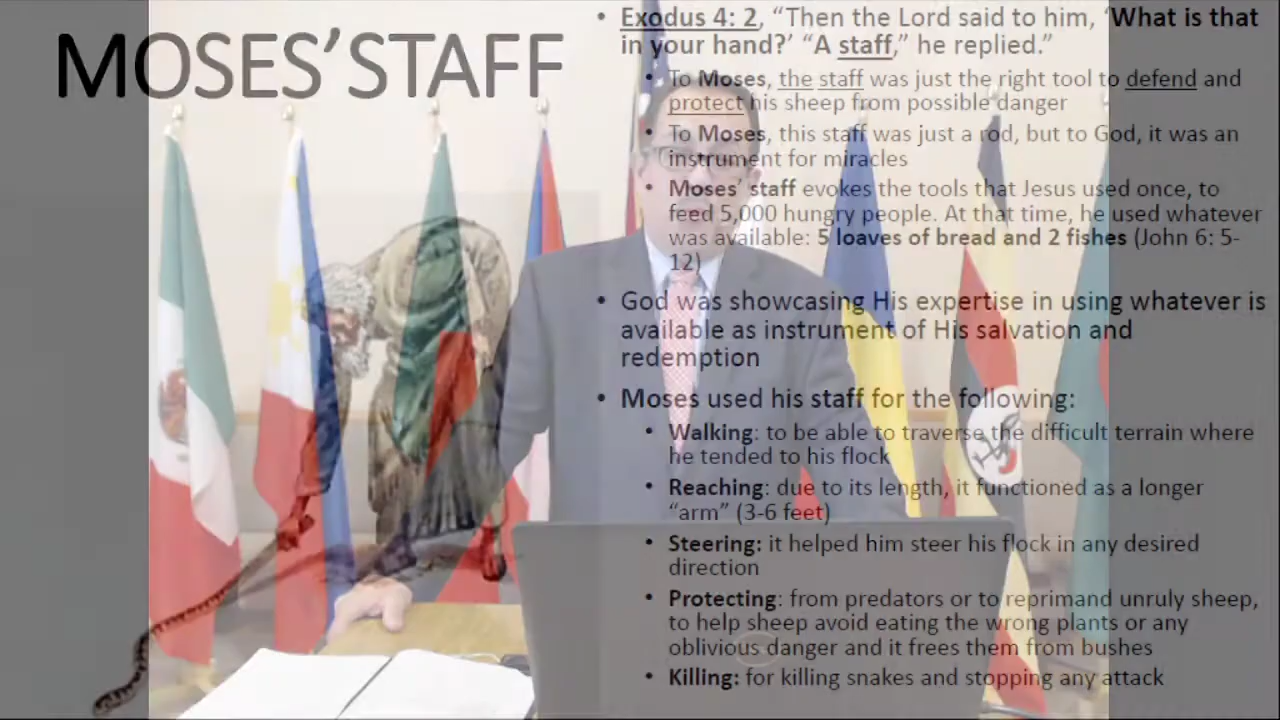 MOSES’STAFF
• Exodus 4: 2, “Then the Lord said to him, ‘What is that
in your hand?’ “A staff,” he replied.”
• To Moses, the staff was just the right tool to defend and
protect his sheep from possible danger
• To Moses, this staff was just a rod, but to God, it was an
instrument for miracles
• Moses’ staff evokes the tools that Jesus used once, to
feed 5,000 hungry people. At that time, he used whatever
was available: 5 loaves of bread and 2 fishes (John 6: 5-
12)
• God was showcasing His expertise in using whatever is
available as instrument of His salvation and
redemption
• Moses used his staff for the following:
• Walking: to be able to traverse the difficult terrain where
he tended to his flock
• Reaching: due to its length, it functioned as a longer
“arm” (3-6 feet)
• Steering: it helped him steer his flock in any desired
direction
• Protecting: from predators or to reprimand unruly sheep,
to help sheep avoid eating the wrong plants or any
oblivious danger and it frees them from bushes
• Killing: for killing snakes and stopping any attack